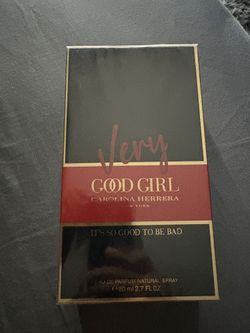 Very
GOOD GIRL
CAROLINA HERRERA
NEW YORK
IT'S SO GOOD TO BE BAD
EAU DE PARFUM NATURAL SPRAY
80 ml 2.7 FL.OZ.